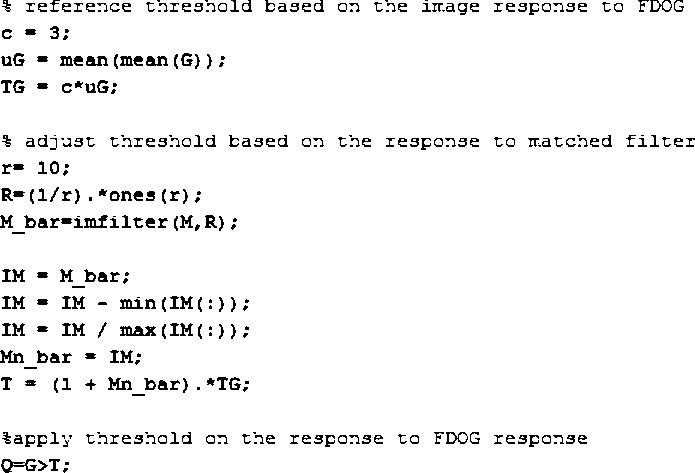 % reference threshold based on the image response to FDOG
c = 3;
uG = mean(mean(G));
TG = c*uG;
% adjust threshold based on the response to matched filter
r= 10;
R=(1/r).*ones(r);
M_bar=imfilter(M,R);
IM = M_bar;
IM = IM - min(IM(:));
IM = IM / max(IM(:));
Mn_bar = IM;
T = (1 + Mn_bar).*TG;
%apply threshold on the response to FDOG response
Q=G>T;